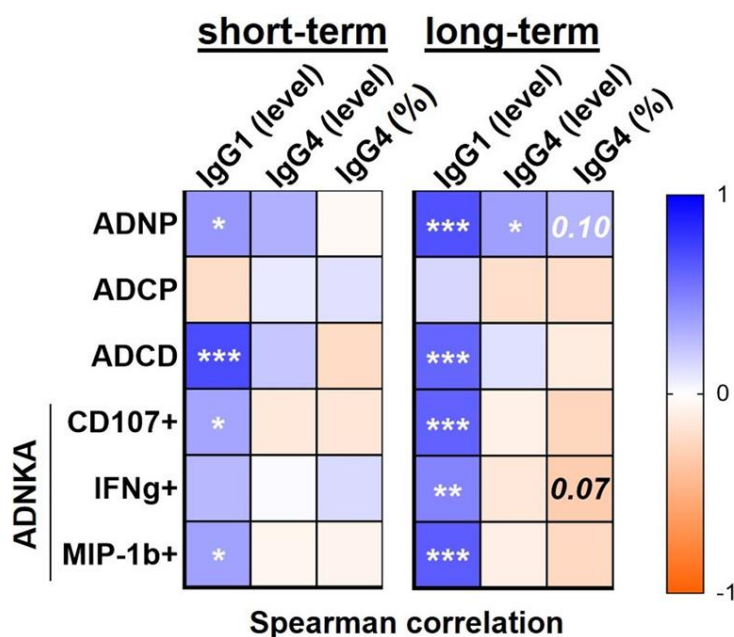 short-term long-term
IgG1 (level) IgG4 (level) IgG4 (%) IgG1 (level) IgG4 (level) IgG4 (%)
ADNP * *** * 0.10
ADCP
ADCD *** ***
CD107+ * ***
IFNg+ ** 0.07
MIP-1b+ * ***
ADNKA
1
0
-1
Spearman correlation